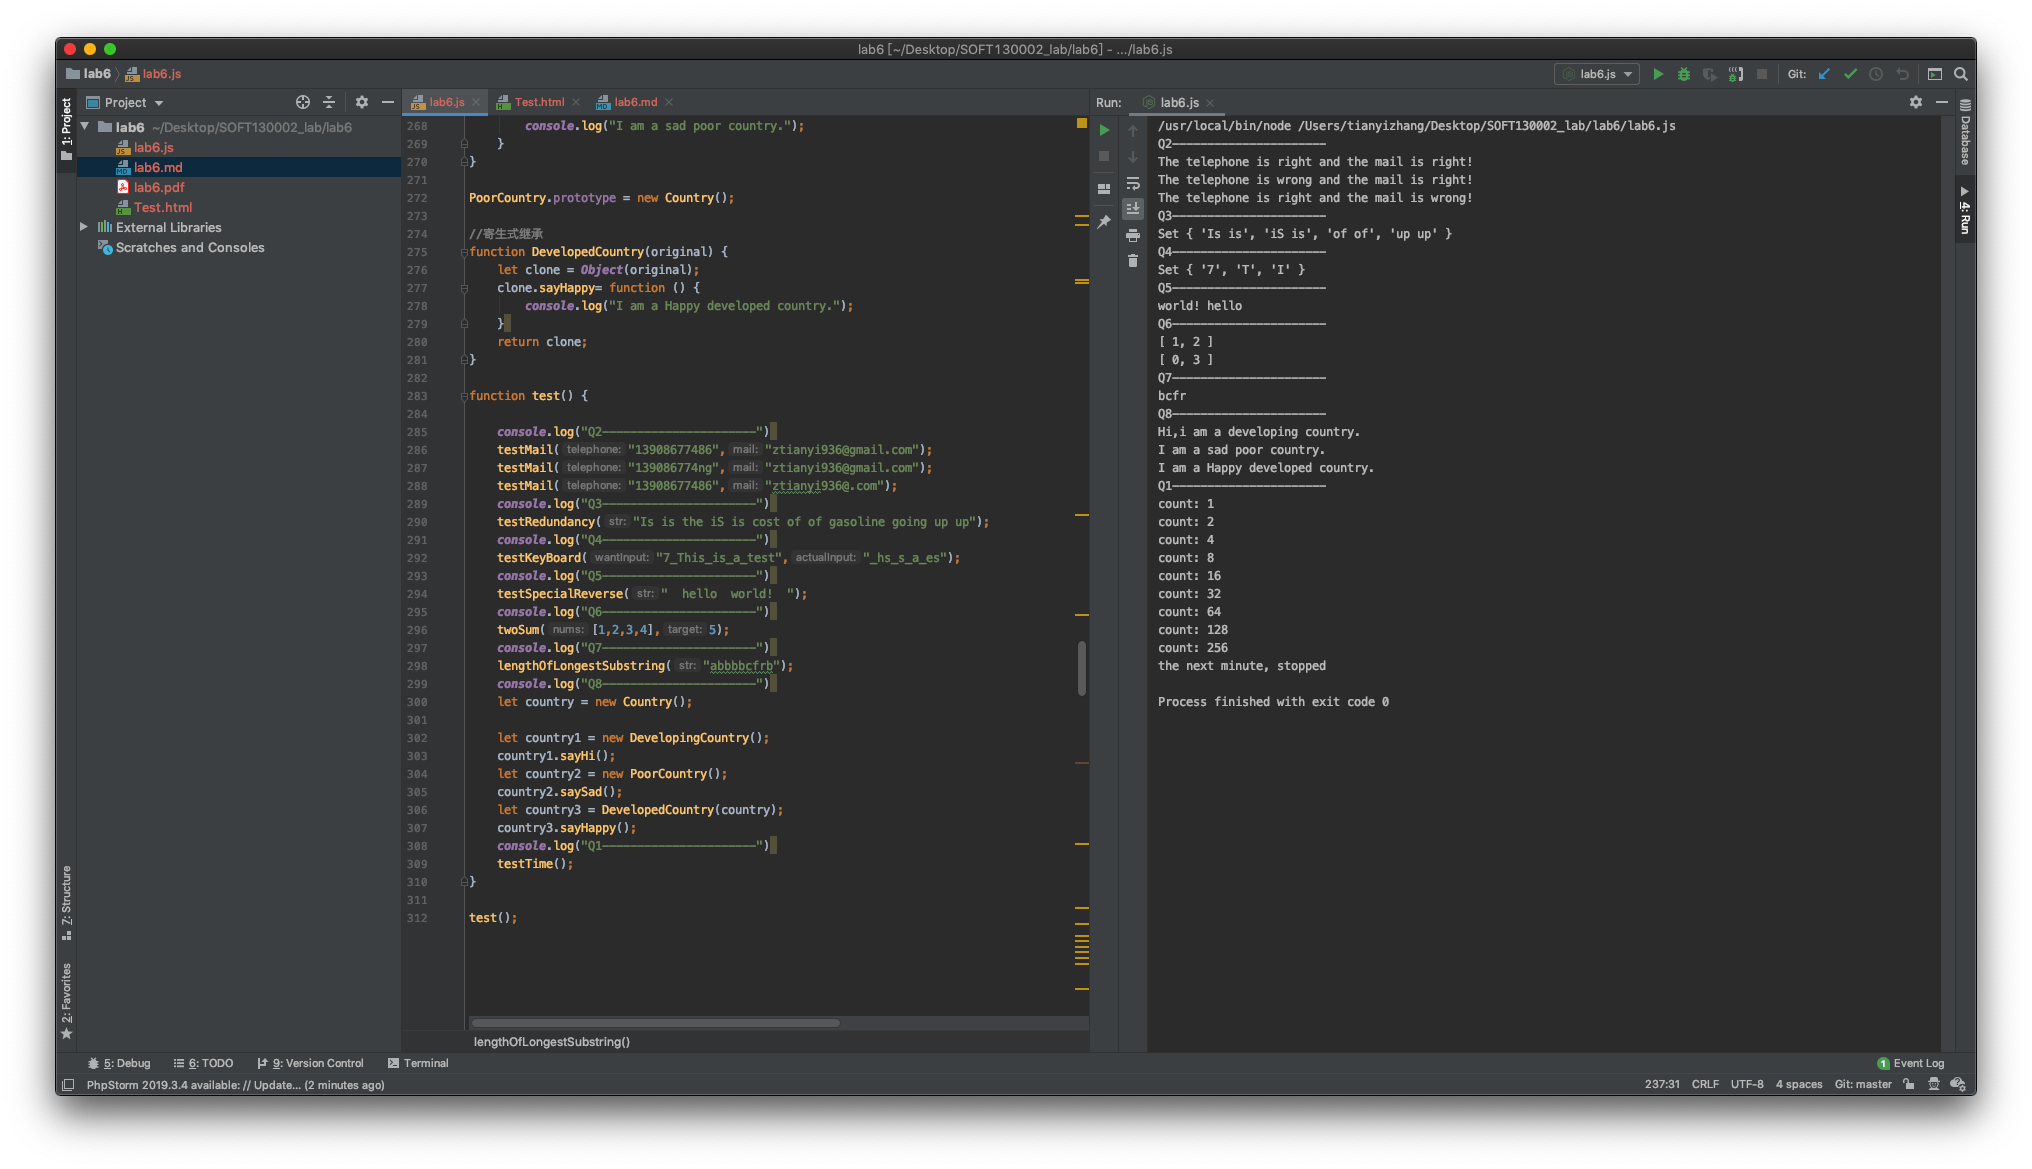 lab6 [~/Desktop/SOFT130002_lab/lab6] - .../lab6.js
lab6 lab6.js
lab6.js Git:
1: Project
Project
lab6 ~/Desktop/SOFT130002_lab/lab6
lab6.js
lab6.md
lab6.pdf
Test.html
External Libraries
Scratches and Consoles
7: Structure
2: Favorites
lab6.js Test.html lab6.md
268 console.log("I am a sad poor country.");
269 }
270 }
271
272 PoorCountry.prototype = new Country();
273
274 //寄生式继承
275 function DevelopedCountry(original) {
276 let clone = Object(original);
277 clone.sayHappy= function () {
278 console.log("I am a Happy developed country.");
279 }
280 return clone;
281 }
282
283 function test() {
284
285 console.log("Q2——————————————————————")
286 testMail( telephone: "13908677486", mail: "ztianyi936@gmail.com");
287 testMail( telephone: "139086774ng", mail: "ztianyi936@gmail.com");
288 testMail( telephone: "13908677486", mail: "ztianyi936@.com");
289 console.log("Q3——————————————————————")
290 testRedundancy( str: "Is is the iS is cost of of gasoline going up up");
291 console.log("Q4——————————————————————")
292 testKeyBoard( wantInput: "7_This_is_a_test", actualInput: "_hs_s_a_es");
293 console.log("Q5——————————————————————")
294 testSpecialReverse( str: "  hello  world!  ");
295 console.log("Q6——————————————————————")
296 twoSum( nums: [1,2,3,4], target: 5);
297 console.log("Q7——————————————————————")
298 lengthOfLongestSubstring( str: "abbbbcfrb");
299 console.log("Q8——————————————————————")
300 let country = new Country();
301
302 let country1 = new DevelopingCountry();
303 country1.sayHi();
304 let country2 = new PoorCountry();
305 country2.saySad();
306 let country3 = DevelopedCountry(country);
307 country3.sayHappy();
308 console.log("Q1——————————————————————")
309 testTime();
310 }
311
312 test();
lengthOfLongestSubstring()
Run: lab6.js
/usr/local/bin/node /Users/tianyizhang/Desktop/SOFT130002_lab/lab6/lab6.js
Q2——————————————————————
The telephone is right and the mail is right!
The telephone is wrong and the mail is right!
The telephone is right and the mail is wrong!
Q3——————————————————————
Set { 'Is is', 'iS is', 'of of', 'up up' }
Q4——————————————————————
Set { '7', 'T', 'I' }
Q5——————————————————————
world! hello
Q6——————————————————————
[ 1, 2 ]
[ 0, 3 ]
Q7——————————————————————
bcfr
Q8——————————————————————
Hi,i am a developing country.
I am a sad poor country.
I am a Happy developed country.
Q1——————————————————————
count: 1
count: 2
count: 4
count: 8
count: 16
count: 32
count: 64
count: 128
count: 256
the next minute, stopped
Process finished with exit code 0
Database
4: Run
5: Debug 6: TODO 9: Version Control Terminal
1 Event Log
PhpStorm 2019.3.4 available: // Update... (2 minutes ago)
237:31 CRLF UTF-8 4 spaces Git: master